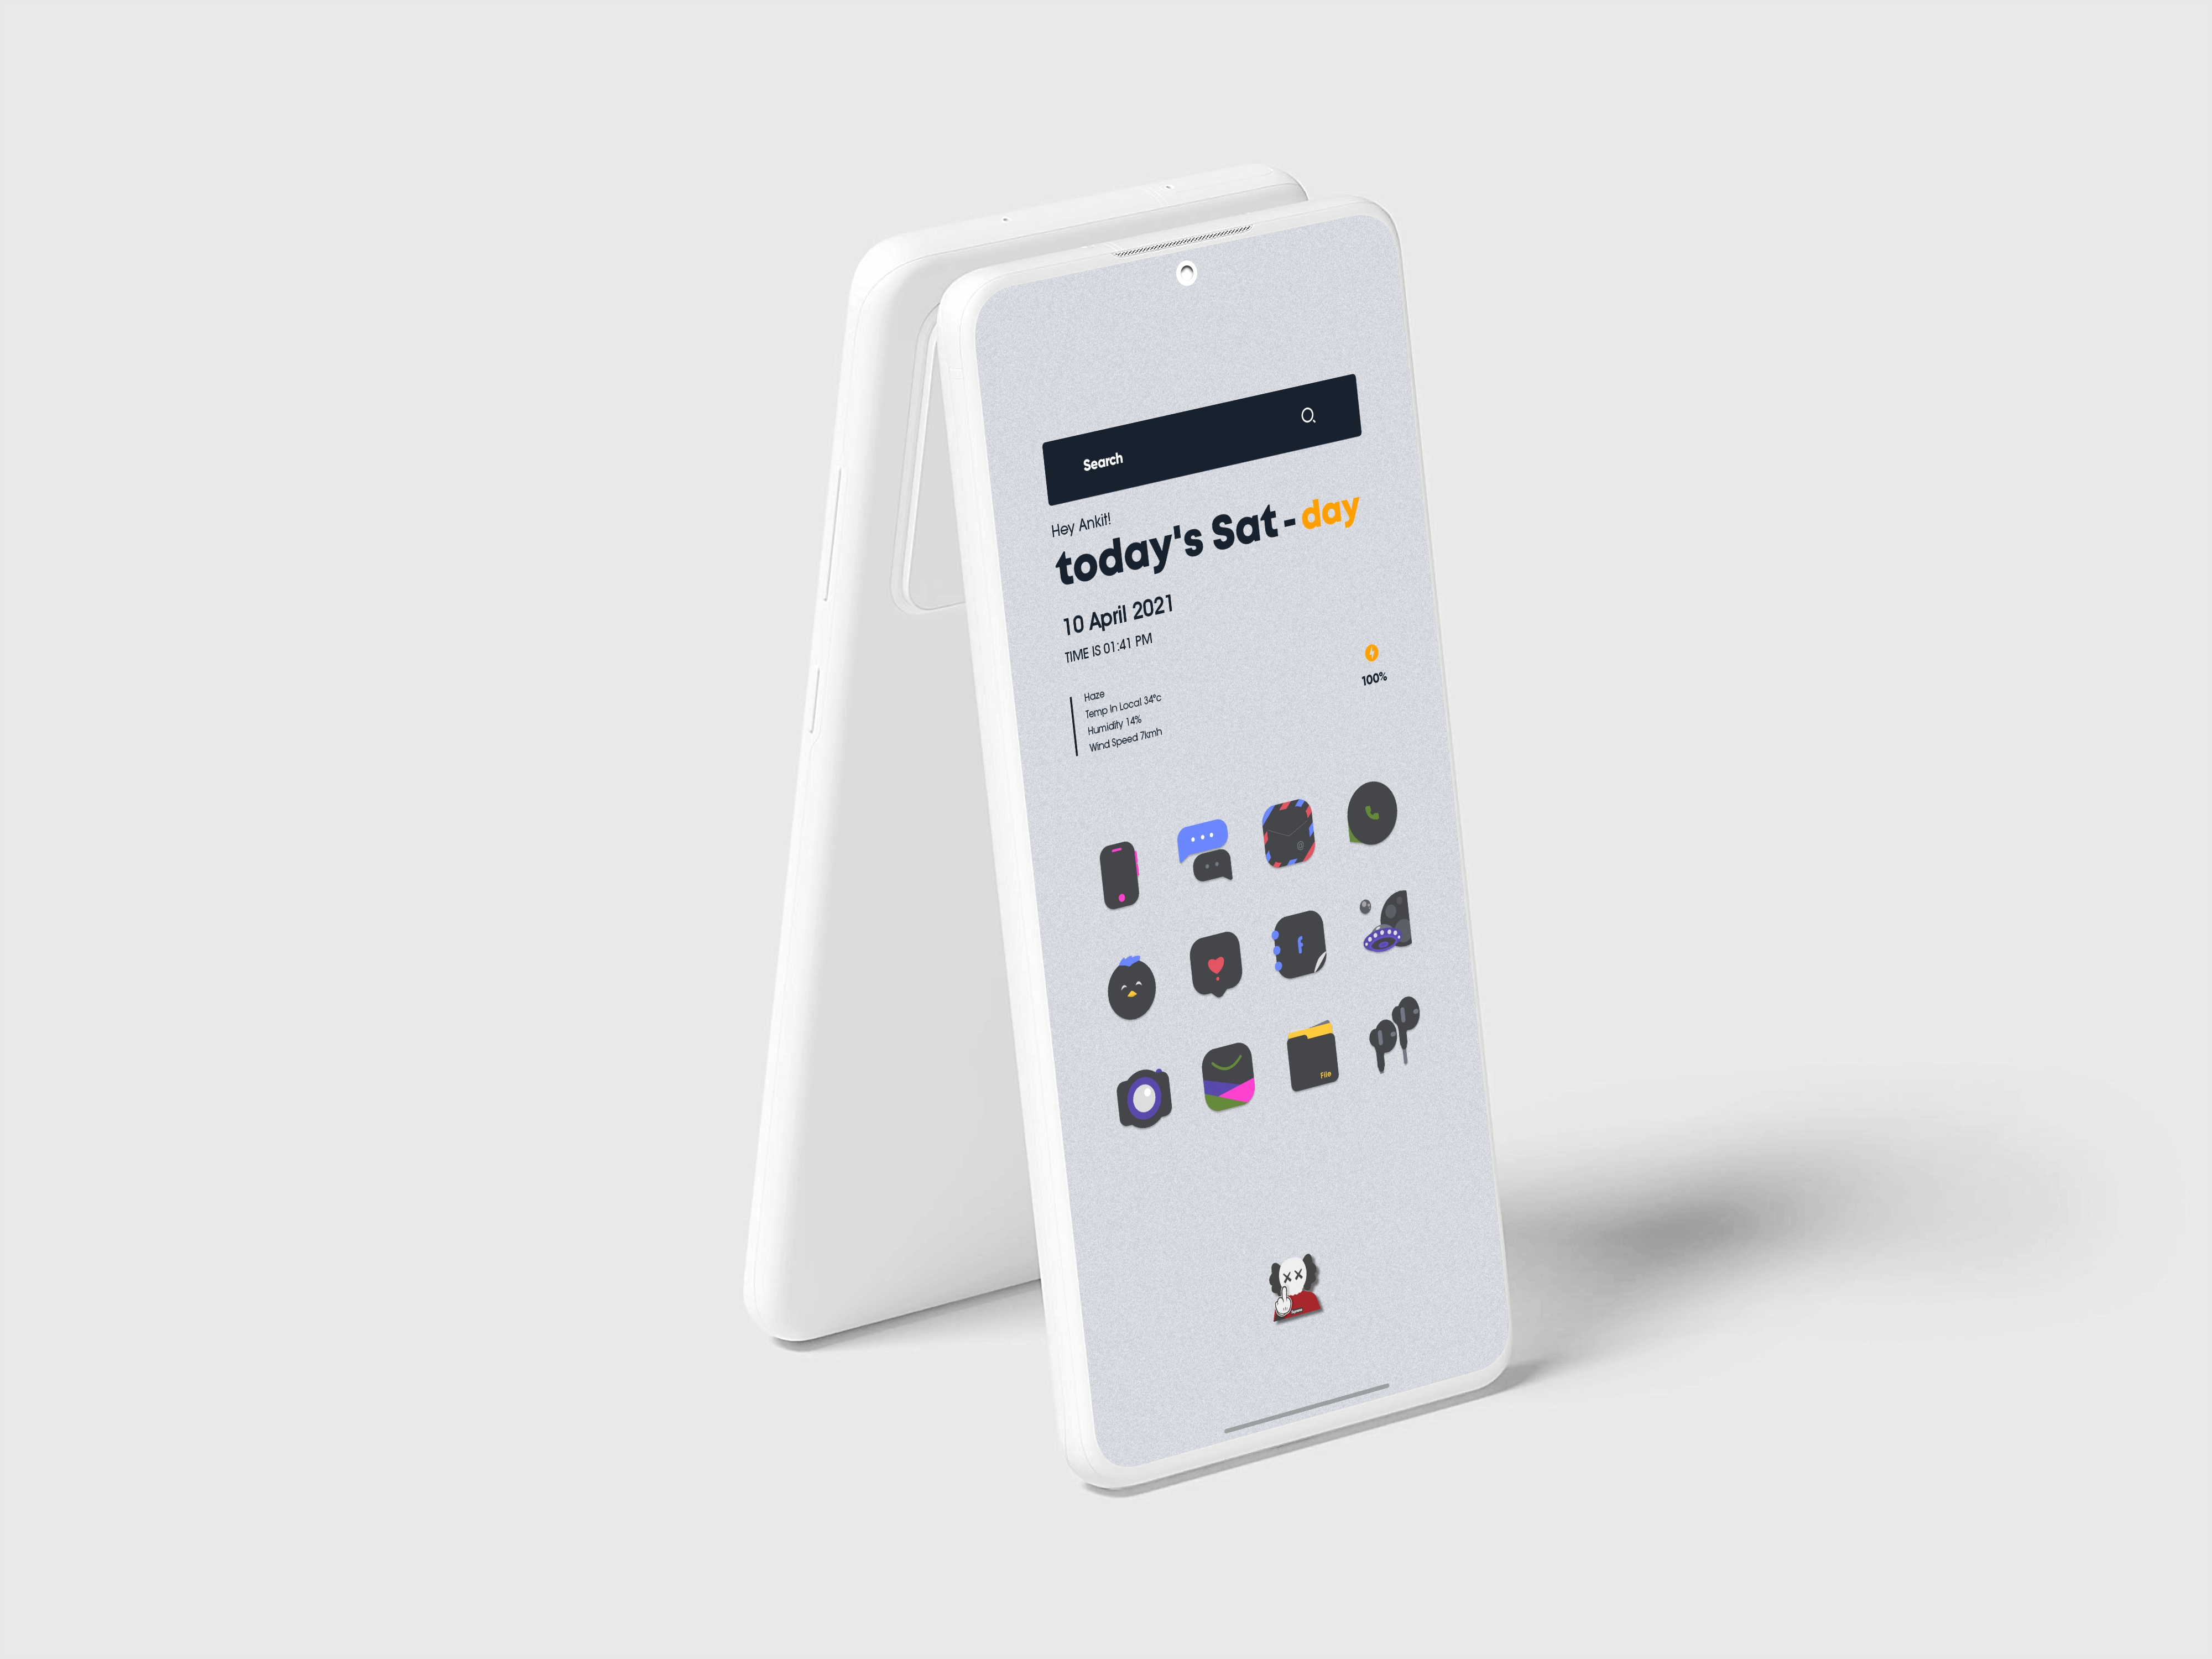 Search
Hey Ankit!
today's Sat - day
10 April 2021
TIME IS 01:41 PM
100%
Haze
Temp In Local 34°c
Humidity 14%
Wind Speed 7kmh
@
f
File